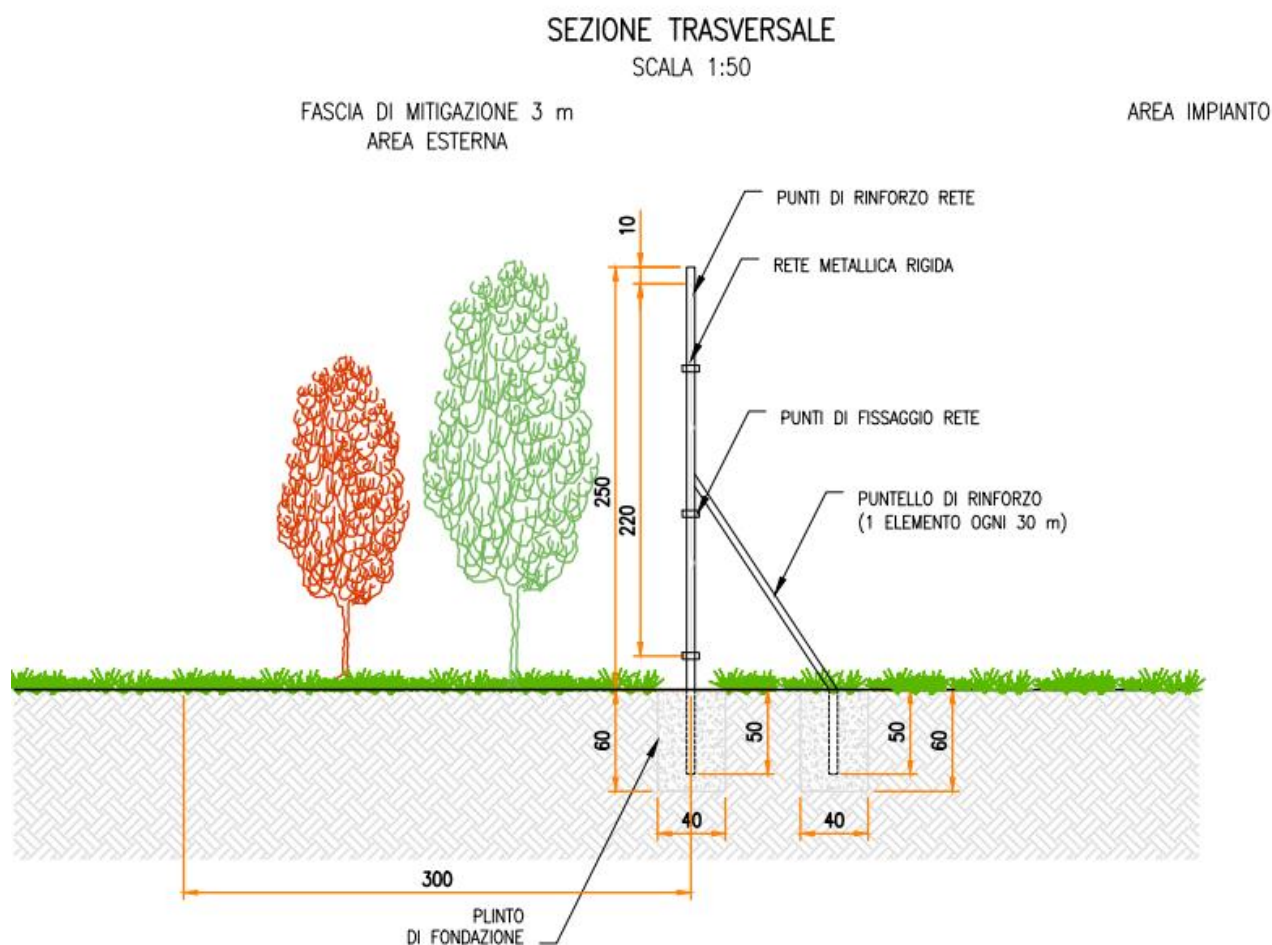 SEZIONE TRASVERSALE
SCALA 1:50
FASCIA DI MITIGAZIONE 3 m
AREA ESTERNA
AREA IMPIANTO
PUNTI DI RINFORZO RETE
10
RETE METALLICA RIGIDA
PUNTI DI FISSAGGIO RETE
250
220
PUNTELLO DI RINFORZO
(1 ELEMENTO OGNI 30 m)
60
50
50
60
40
40
300
PLINTO
DI FONDAZIONE